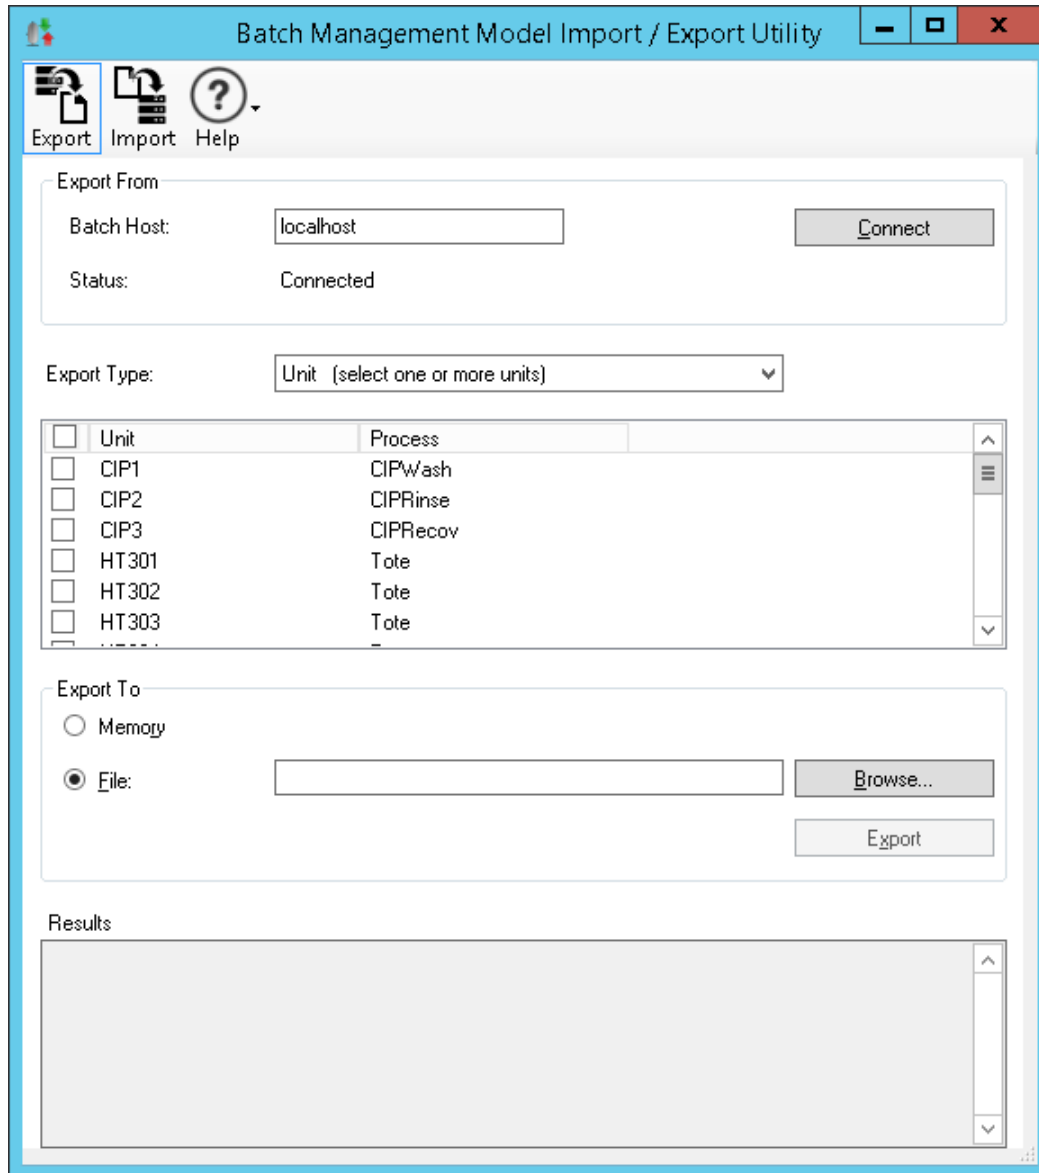 Batch Management Model Import / Export Utility
Export Import Help
Export From
Batch Host: localhost Connect
Status: Connected
Export Type: Unit (select one or more units)
Unit Process
CIP1 CIPWash
CIP2 CIPRinse
CIP3 CIPRecov
HT301 Tote
HT302 Tote
HT303 Tote
Export To
Memory
File: Browse...
Export
Results